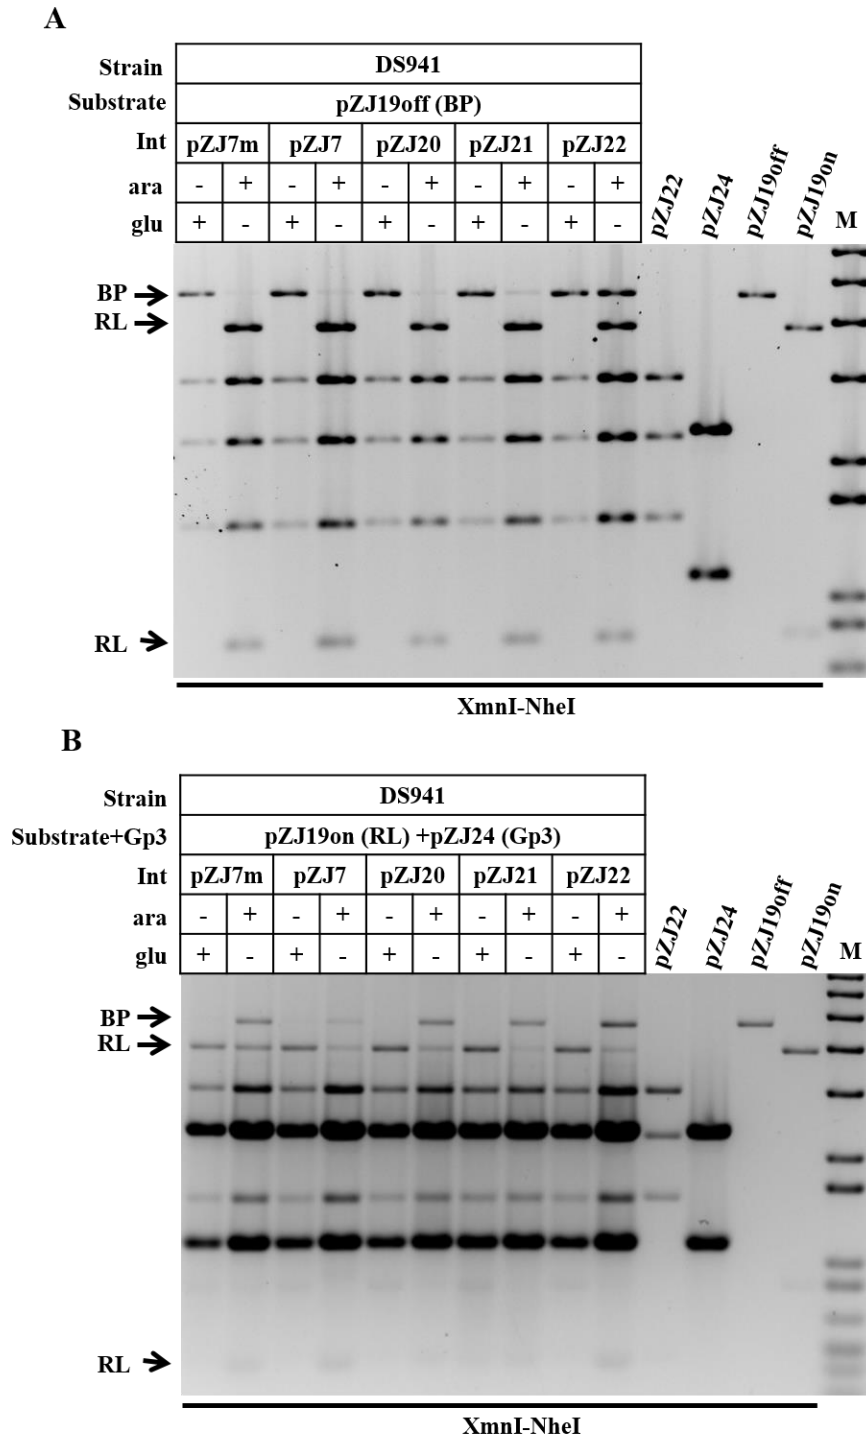 A
Strain DS941
Substrate pZJ19off (BP)
Int pZJ7m pZJ7 pZJ20 pZJ21 pZJ22
ara - + - + - + - + - +
glu + - + - + - + - + -
pZJ22 pZJ24 pZJ19off pZJ19on M
BP
RL
RL
XmnI-NheI
B
Strain DS941
Substrate+Gp3 pZJ19on (RL) +pZJ24 (Gp3)
Int pZJ7m pZJ7 pZJ20 pZJ21 pZJ22
ara - + - + - + - + - +
glu + - + - + - + - + -
pZJ22 pZJ24 pZJ19off pZJ19on M
BP
RL
RL
XmnI-NheI